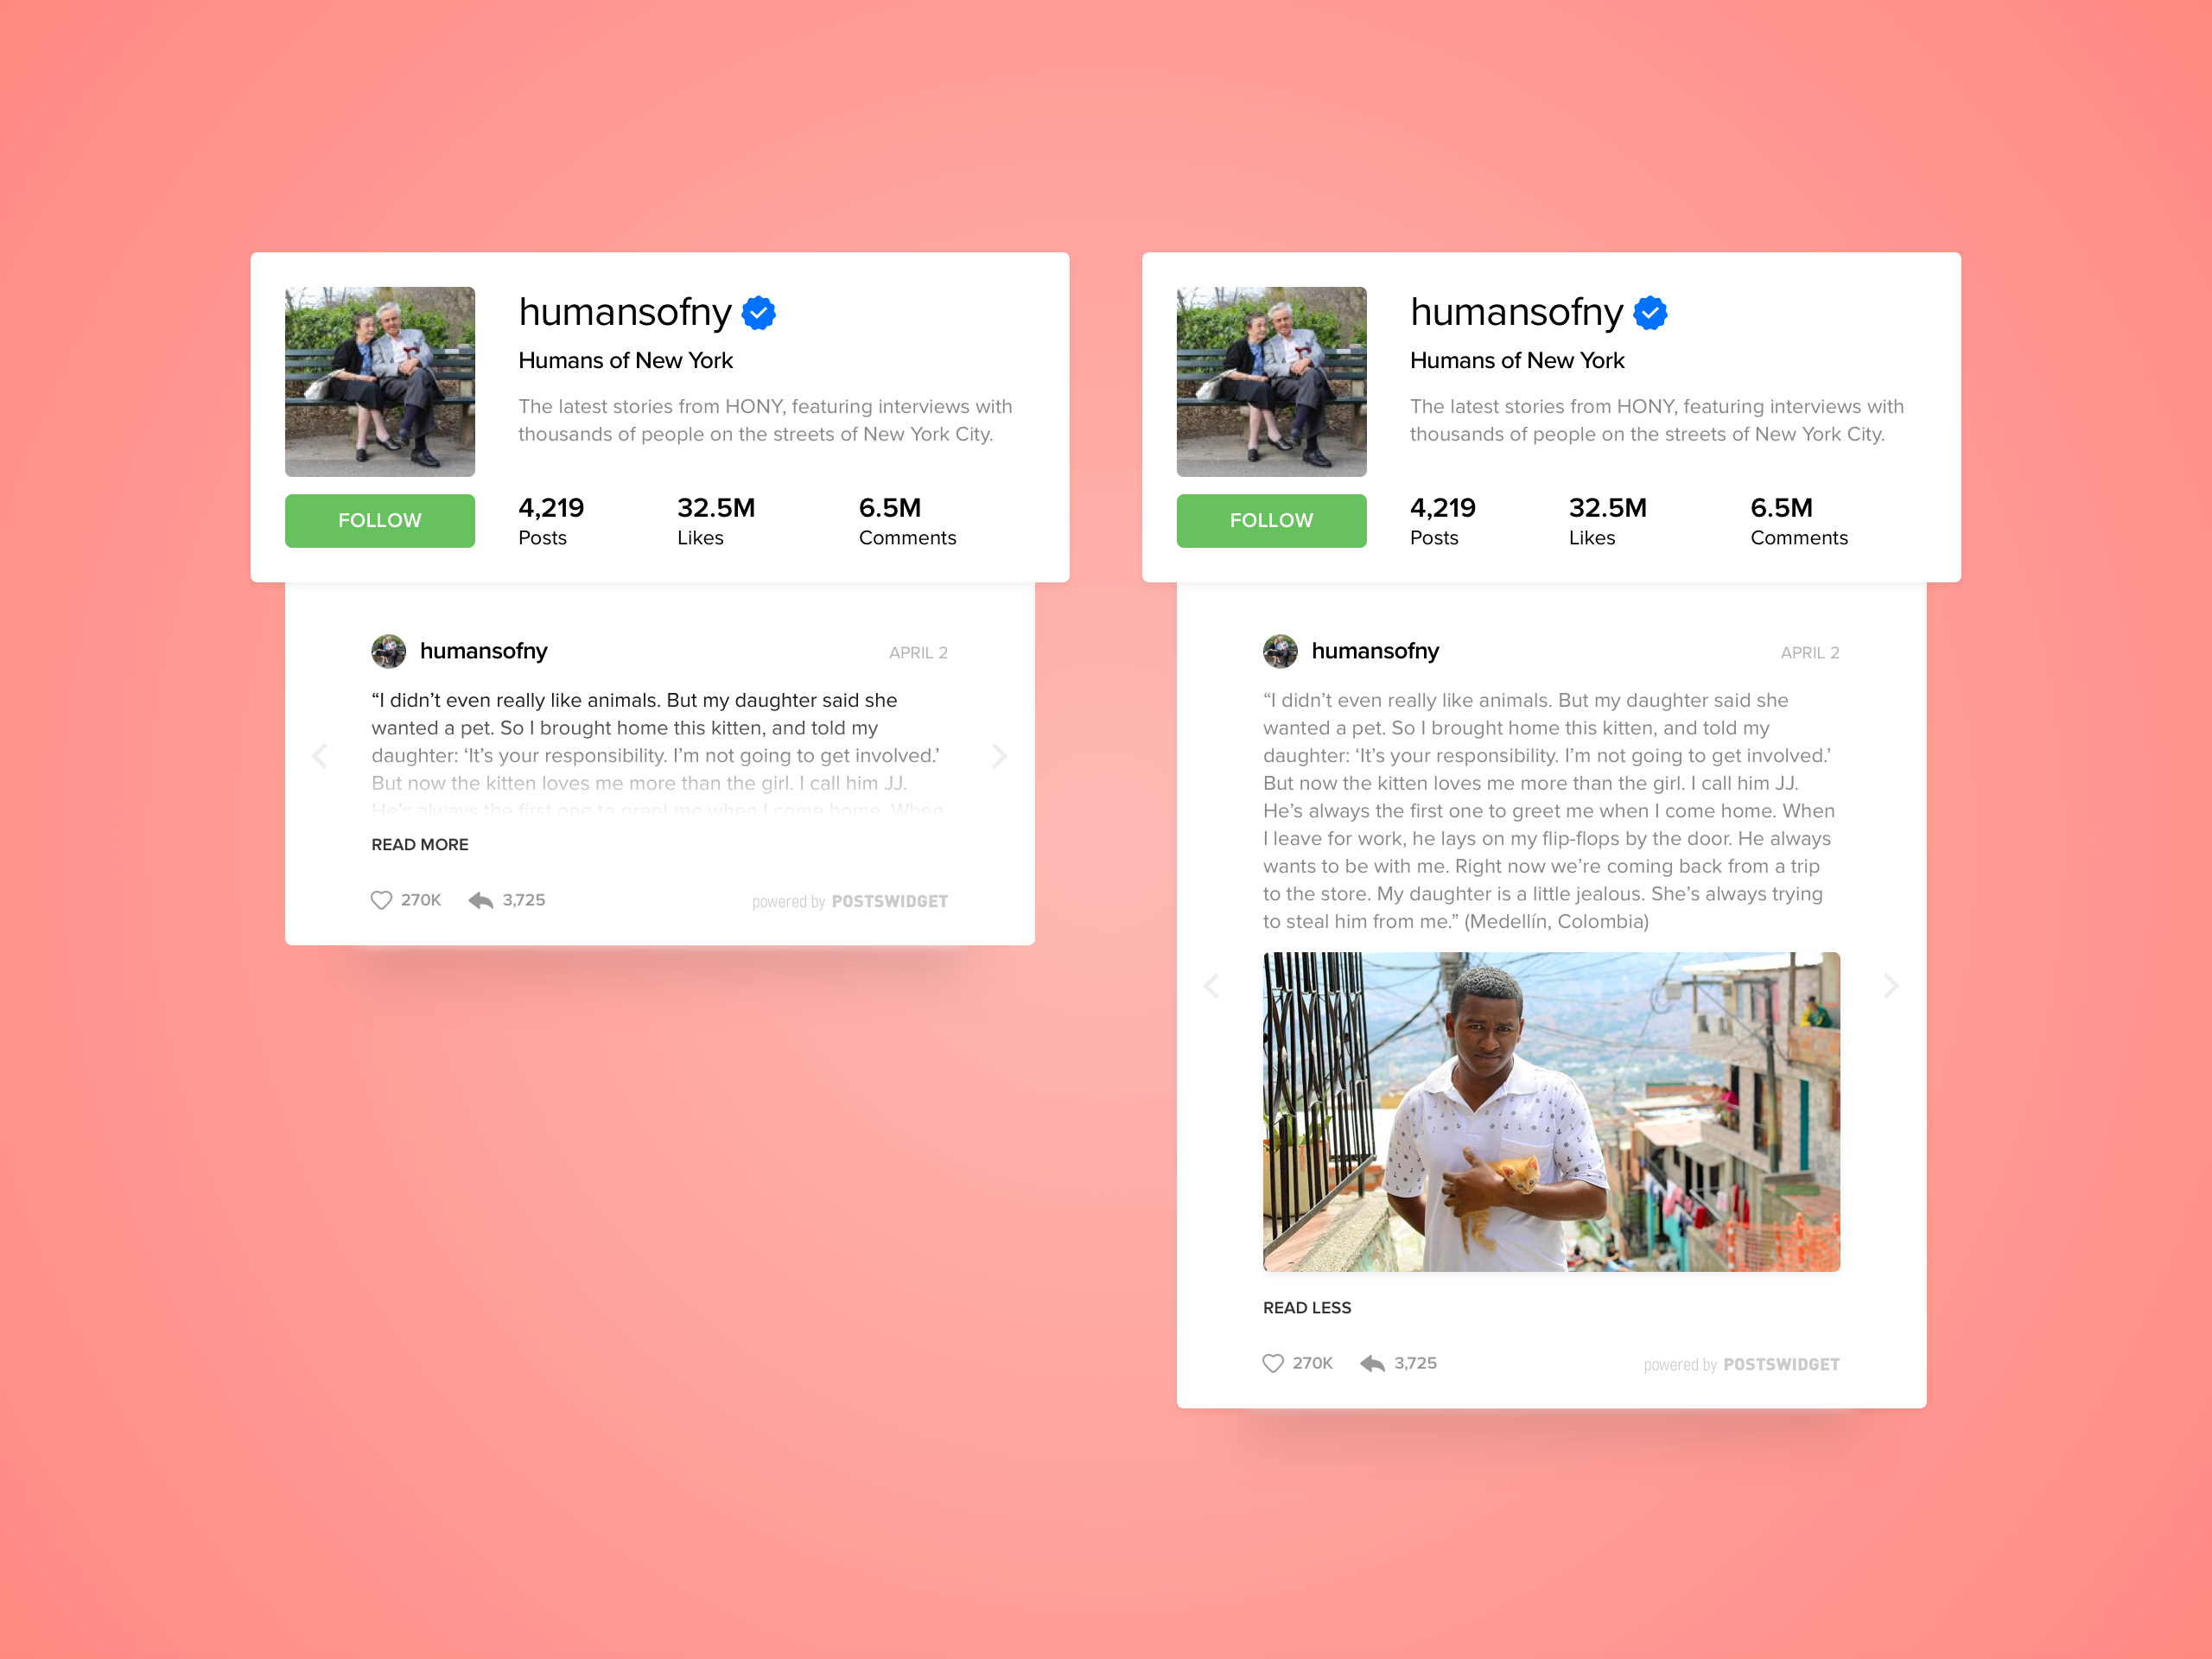 humansofny
Humans of New York
The latest stories from HONY, featuring interviews with
thousands of people on the streets of New York City.
FOLLOW
4,219
Posts
32.5M
Likes
6.5M
Comments
humansofny
APRIL 2
“I didn’t even really like animals. But my daughter said she
wanted a pet. So I brought home this kitten, and told my
daughter: ‘It’s your responsibility. I’m not going to get involved.’
But now the kitten loves me more than the girl. I call him JJ.
He’s always the first one to greet me when I come home. When
READ MORE
270K
3,725
powered by POSTSWIDGET
humansofny
Humans of New York
The latest stories from HONY, featuring interviews with
thousands of people on the streets of New York City.
FOLLOW
4,219
Posts
32.5M
Likes
6.5M
Comments
humansofny
APRIL 2
“I didn’t even really like animals. But my daughter said she
wanted a pet. So I brought home this kitten, and told my
daughter: ‘It’s your responsibility. I’m not going to get involved.’
But now the kitten loves me more than the girl. I call him JJ.
He’s always the first one to greet me when I come home. When
I leave for work, he lays on my flip-flops by the door. He always
wants to be with me. Right now we’re coming back from a trip
to the store. My daughter is a little jealous. She’s always trying
to steal him from me.” (Medellín, Colombia)
READ LESS
270K
3,725
powered by POSTSWIDGET